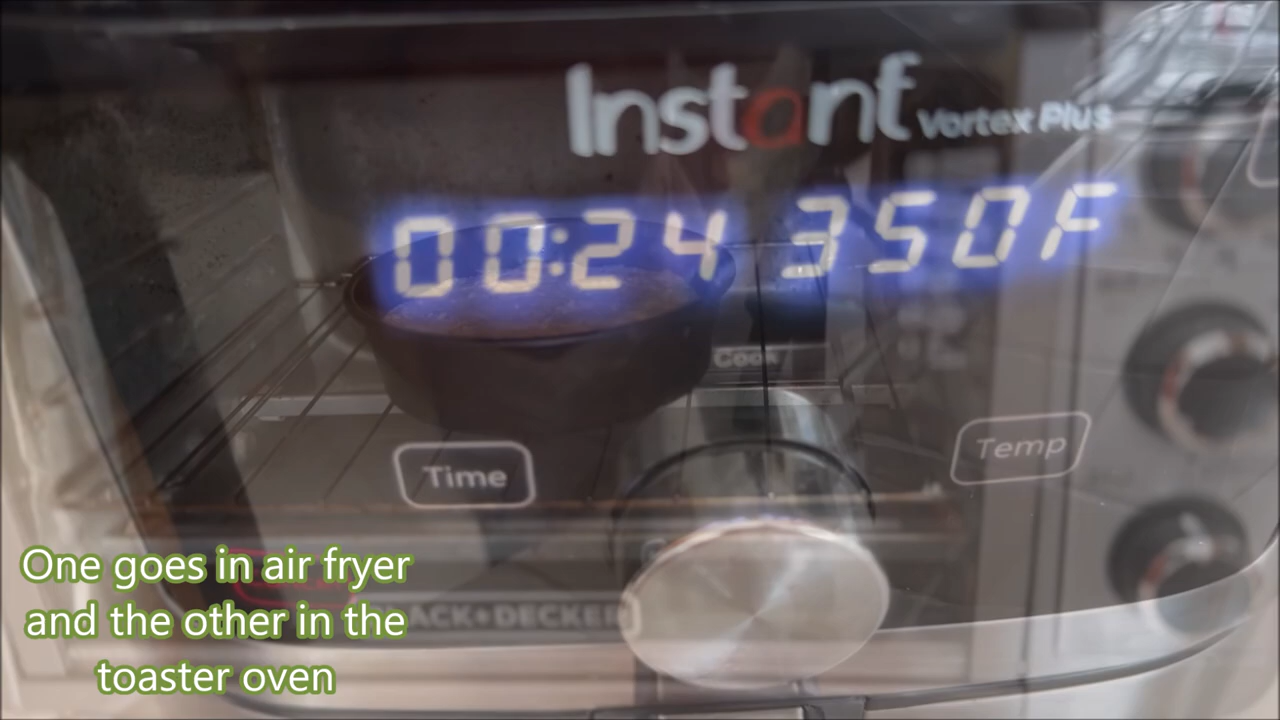 Instant Vortex Plus
00:24 350F
Cook
Time
Temp
One goes in air fryer
and the other in the
toaster oven
BLACK+DECKER